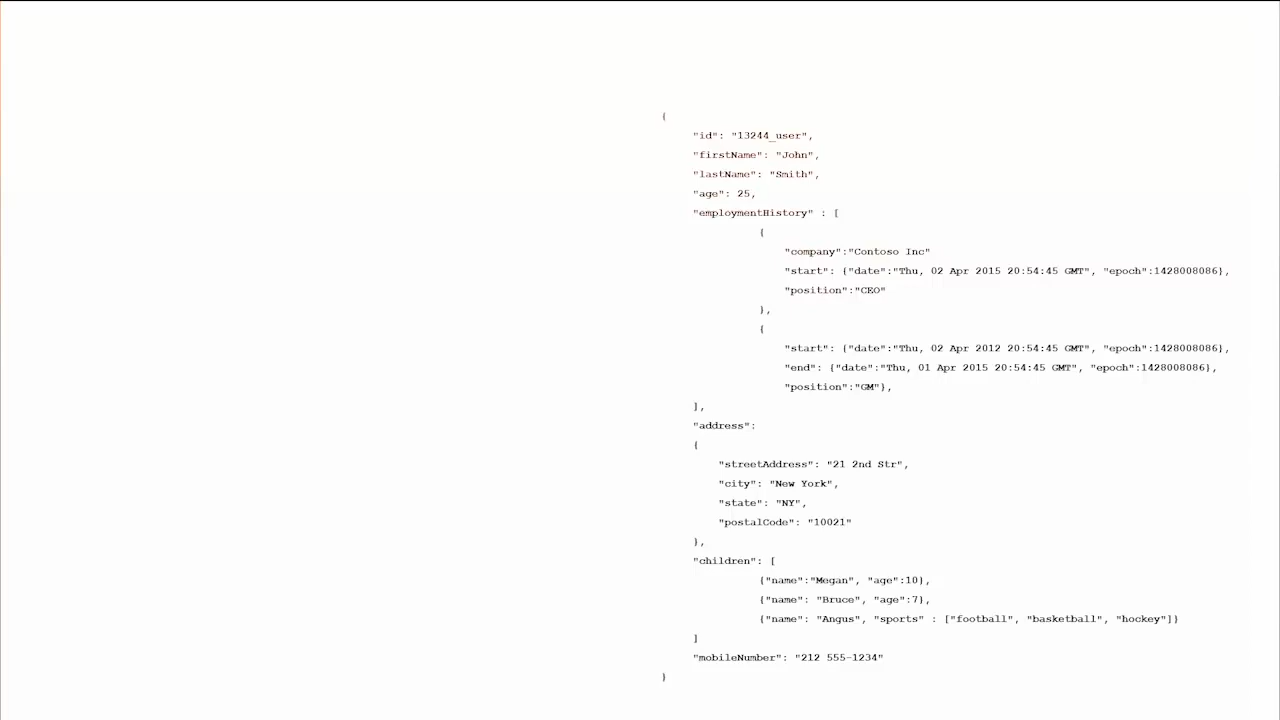 {
"id": "13244_user",
"firstName": "John",
"lastName": "Smith",
"age": 25,
"employmentHistory" : [
{
"company":"Contoso Inc"
"start": {"date":"Thu, 02 Apr 2015 20:54:45 GMT", "epoch":1428008086},
"position":"CEO"
},
{
"start": {"date":"Thu, 02 Apr 2012 20:54:45 GMT", "epoch":1428008086},
"end": {"date":"Thu, 01 Apr 2015 20:54:45 GMT", "epoch":1428008086},
"position":"GM"},
],
"address":
{
"streetAddress": "21 2nd Str",
"city": "New York",
"state": "NY",
"postalCode": "10021"
},
"children": [
{"name":"Megan", "age":10},
{"name": "Bruce", "age":7},
{"name": "Angus", "sports" : ["football", "basketball", "hockey"]}
]
"mobileNumber": "212 555-1234"
}